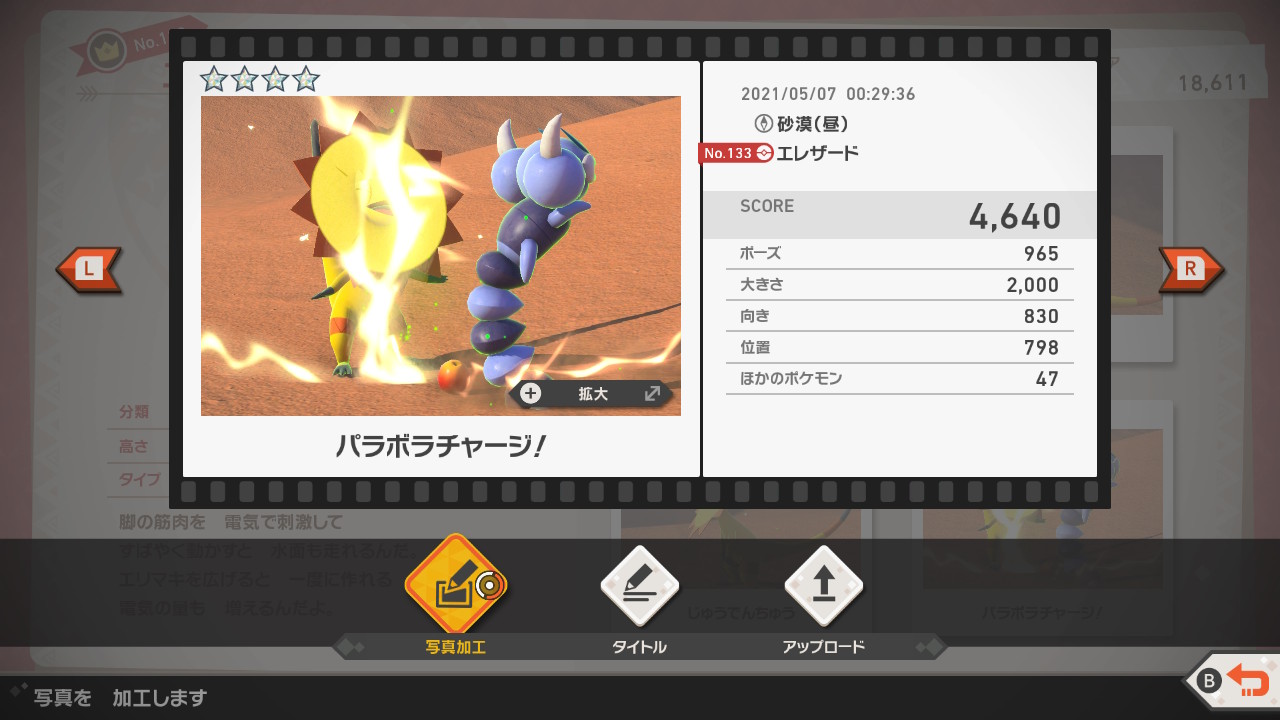 No.1
18,611
2021/05/07 00:29:36
砂漠(昼)
No.133 エレザード
SCORE 4,640
ポーズ 965
大きさ 2,000
向き 830
位置 798
ほかのポケモン 47
L
R
+ 拡大
パラボラチャージ!
分類
高さ
タイプ
脚の筋肉を 電気で刺激して
すばやく動かすと 水面も走れるんだ。
エリマキを広げると 一度に作れる
電気の量も 増えるんだよ。
しゅうでんちゅう
パラボラチャージ!
写真加工
タイトル
アップロード
B
写真を 加工します